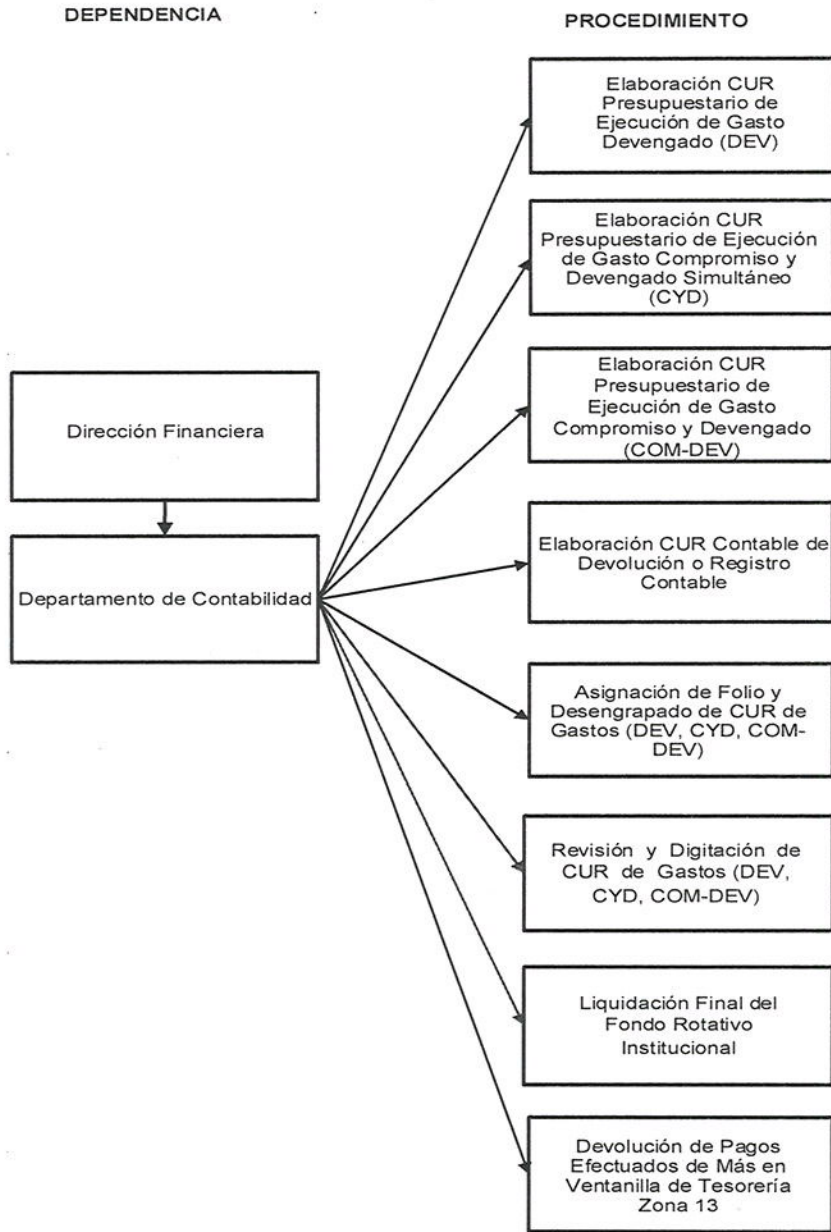 DEPENDENCIA
PROCEDIMIENTO
Elaboración CUR
Presupuestario de
Ejecución de Gasto
Devengado (DEV)
Elaboración CUR
Presupuestario de Ejecución
de Gasto Compromiso y
Devengado Simultáneo
(CYD)
Elaboración CUR
Presupuestario de
Ejecución de Gasto
Compromiso y Devengado
(COM-DEV)
Dirección Financiera
Departamento de Contabilidad
Elaboración CUR Contable de
Devolución o Registro
Contable
Asignación de Folio y
Desengrapado de CUR de
Gastos (DEV, CYD, COM-
DEV)
Revisión y Digitación de
CUR de Gastos (DEV,
CYD, COM-DEV)
Liquidación Final del
Fondo Rotativo
Institucional
Devolución de Pagos
Efectuados de Más en
Ventanilla de Tesorería
Zona 13